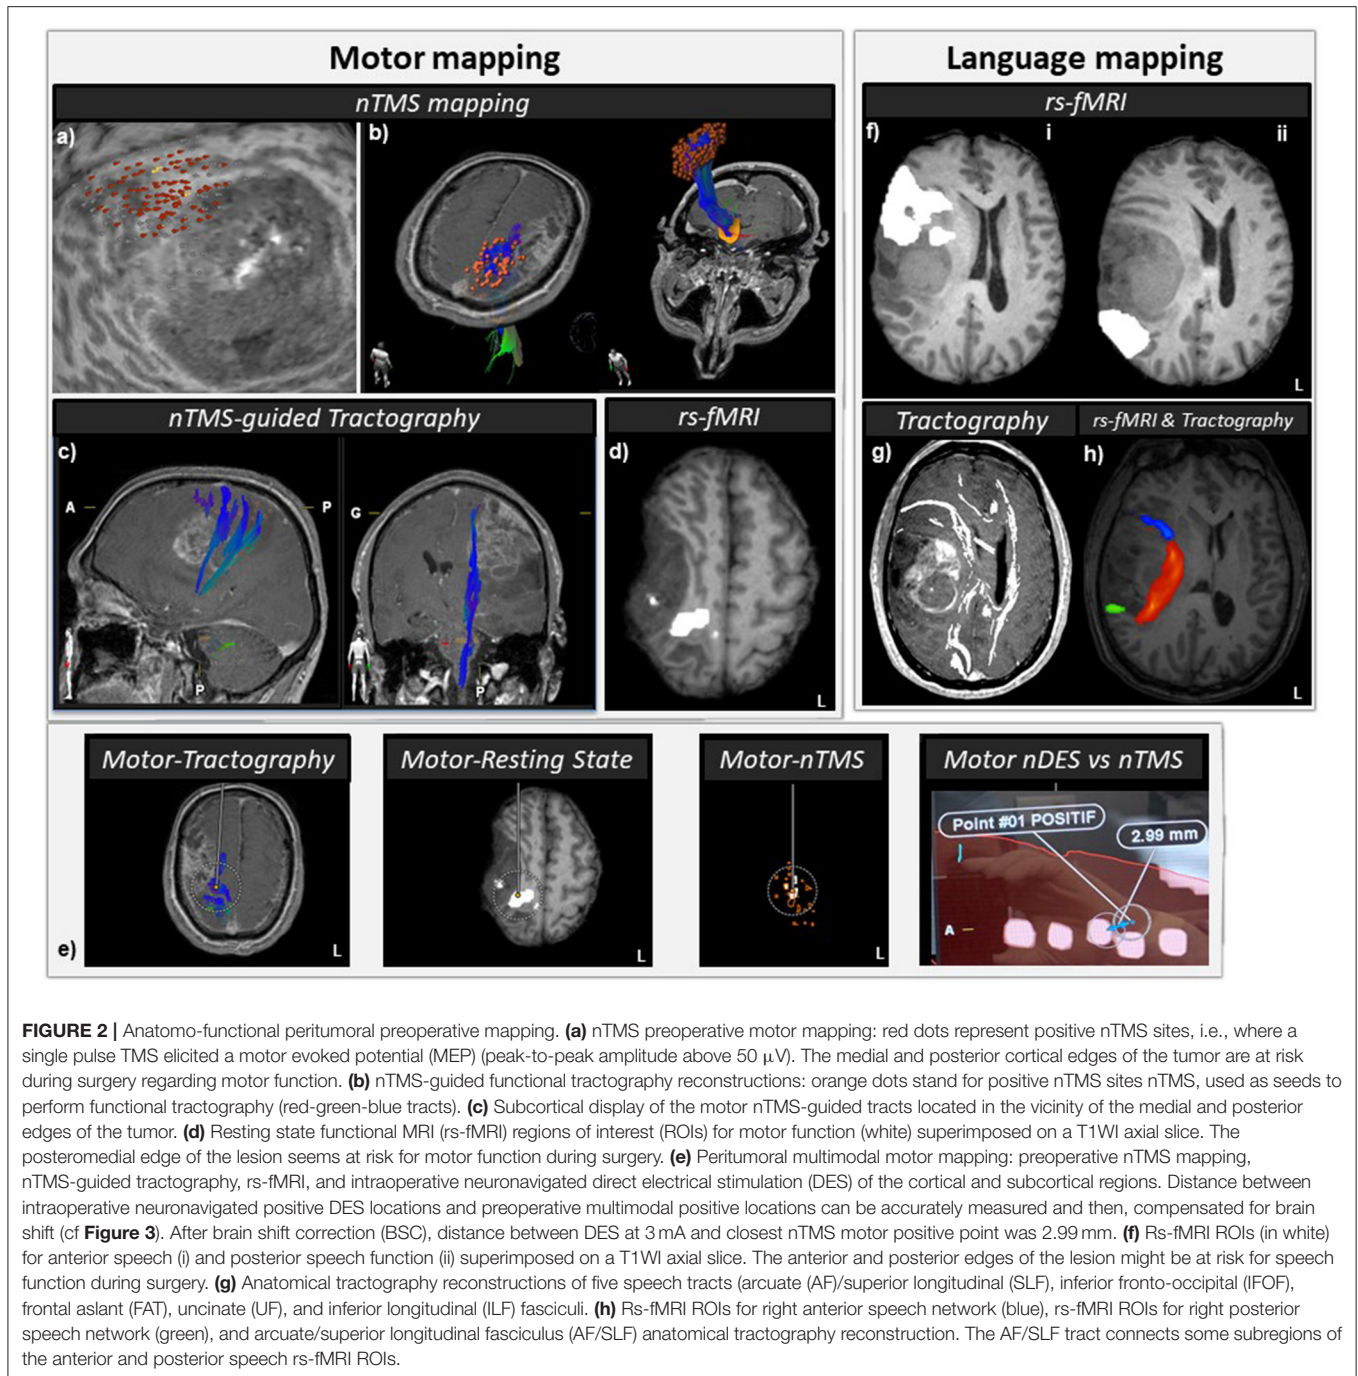 Motor mapping
Language mapping
nTMS mapping
rs-fMRI
a)
b)
f)
i
ii
L
nTMS-guided Tractography
rs-fMRI
Tractography
rs-fMRI & Tractography
c)
A
P
P
G
P
d)
L
g)
h)
L
Motor-Tractography
Motor-Resting State
Motor-nTMS
Motor nDES vs nTMS
e)
L
L
L
Point #01 POSITIF
2.99 mm
A
FIGURE 2 | Anatomo-functional peritumoral preoperative mapping. (a) nTMS preoperative motor mapping: red dots represent positive nTMS sites, i.e., where a
single pulse TMS elicited a motor evoked potential (MEP) (peak-to-peak amplitude above 50 μV). The medial and posterior cortical edges of the tumor are at risk
during surgery regarding motor function. (b) nTMS-guided functional tractography reconstructions: orange dots stand for positive nTMS sites nTMS, used as seeds to
perform functional tractography (red-green-blue tracts). (c) Subcortical display of the motor nTMS-guided tracts located in the vicinity of the medial and posterior
edges of the tumor. (d) Resting state functional MRI (rs-fMRI) regions of interest (ROIs) for motor function (white) superimposed on a T1WI axial slice. The
posteromedial edge of the lesion seems at risk for motor function during surgery. (e) Peritumoral multimodal motor mapping: preoperative nTMS mapping,
nTMS-guided tractography, rs-fMRI, and intraoperative neuronavigated direct electrical stimulation (DES) of the cortical and subcortical regions. Distance between
intraoperative neuronavigated positive DES locations and preoperative multimodal positive locations can be accurately measured and then, compensated for brain
shift (cf Figure 3). After brain shift correction (BSC), distance between DES at 3 mA and closest nTMS motor positive point was 2.99 mm. (f) Rs-fMRI ROIs (in white)
for anterior speech (i) and posterior speech function (ii) superimposed on a T1WI axial slice. The anterior and posterior edges of the lesion might be at risk for speech
function during surgery. (g) Anatomical tractography reconstructions of five speech tracts (arcuate (AF)/superior longitudinal (SLF), inferior fronto-occipital (IFOF),
frontal aslant (FAT), uncinate (UF), and inferior longitudinal (ILF) fasciculi. (h) Rs-fMRI ROIs for right anterior speech network (blue), rs-fMRI ROIs for right posterior
speech network (green), and arcuate/superior longitudinal fasciculus (AF/SLF) anatomical tractography reconstruction. The AF/SLF tract connects some subregions of
the anterior and posterior speech rs-fMRI ROIs.